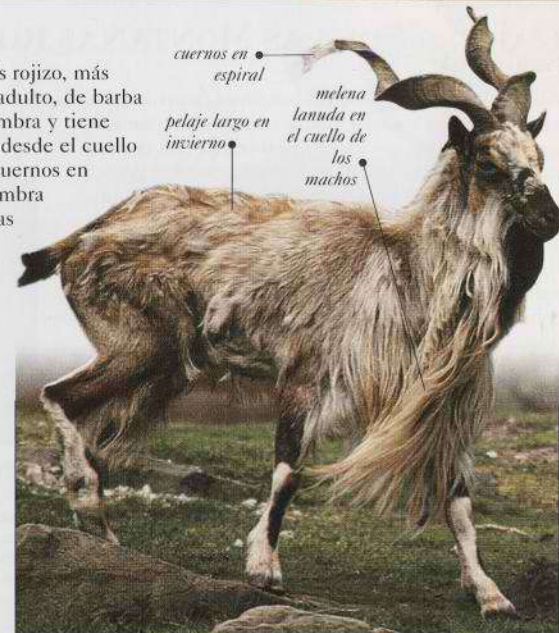 s rojizo, más
adulto, de barba
mbra y tiene
desde el cuello
uernos en
mbra
as
cuernos en
espiral
pelaje largo en
invierno
melena
lanuda en
el cuello de
los
machos